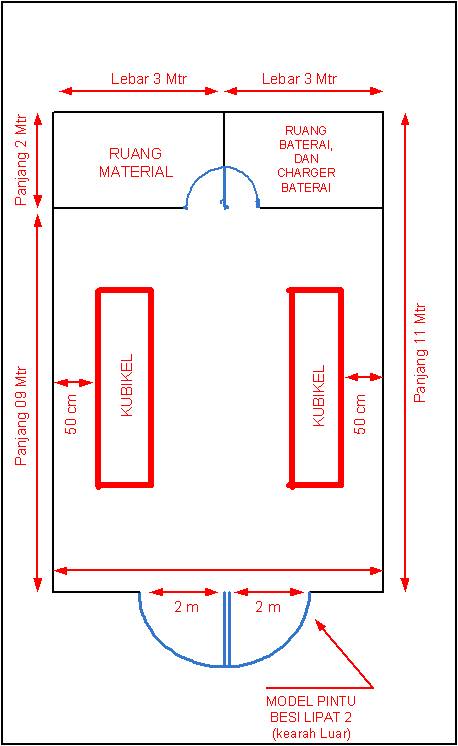 Lebar 3 Mtr
Lebar 3 Mtr
Panjang 2 Mtr
RUANG
MATERIAL
RUANG
BATERAI,
DAN
CHARGER
BATERAI
Panjang 09 Mtr
Panjang 11 Mtr
KUBIKEL
KUBIKEL
50 cm
50 cm
2 m
2 m
MODEL PINTU
BESI LIPAT 2
(kearah Luar)